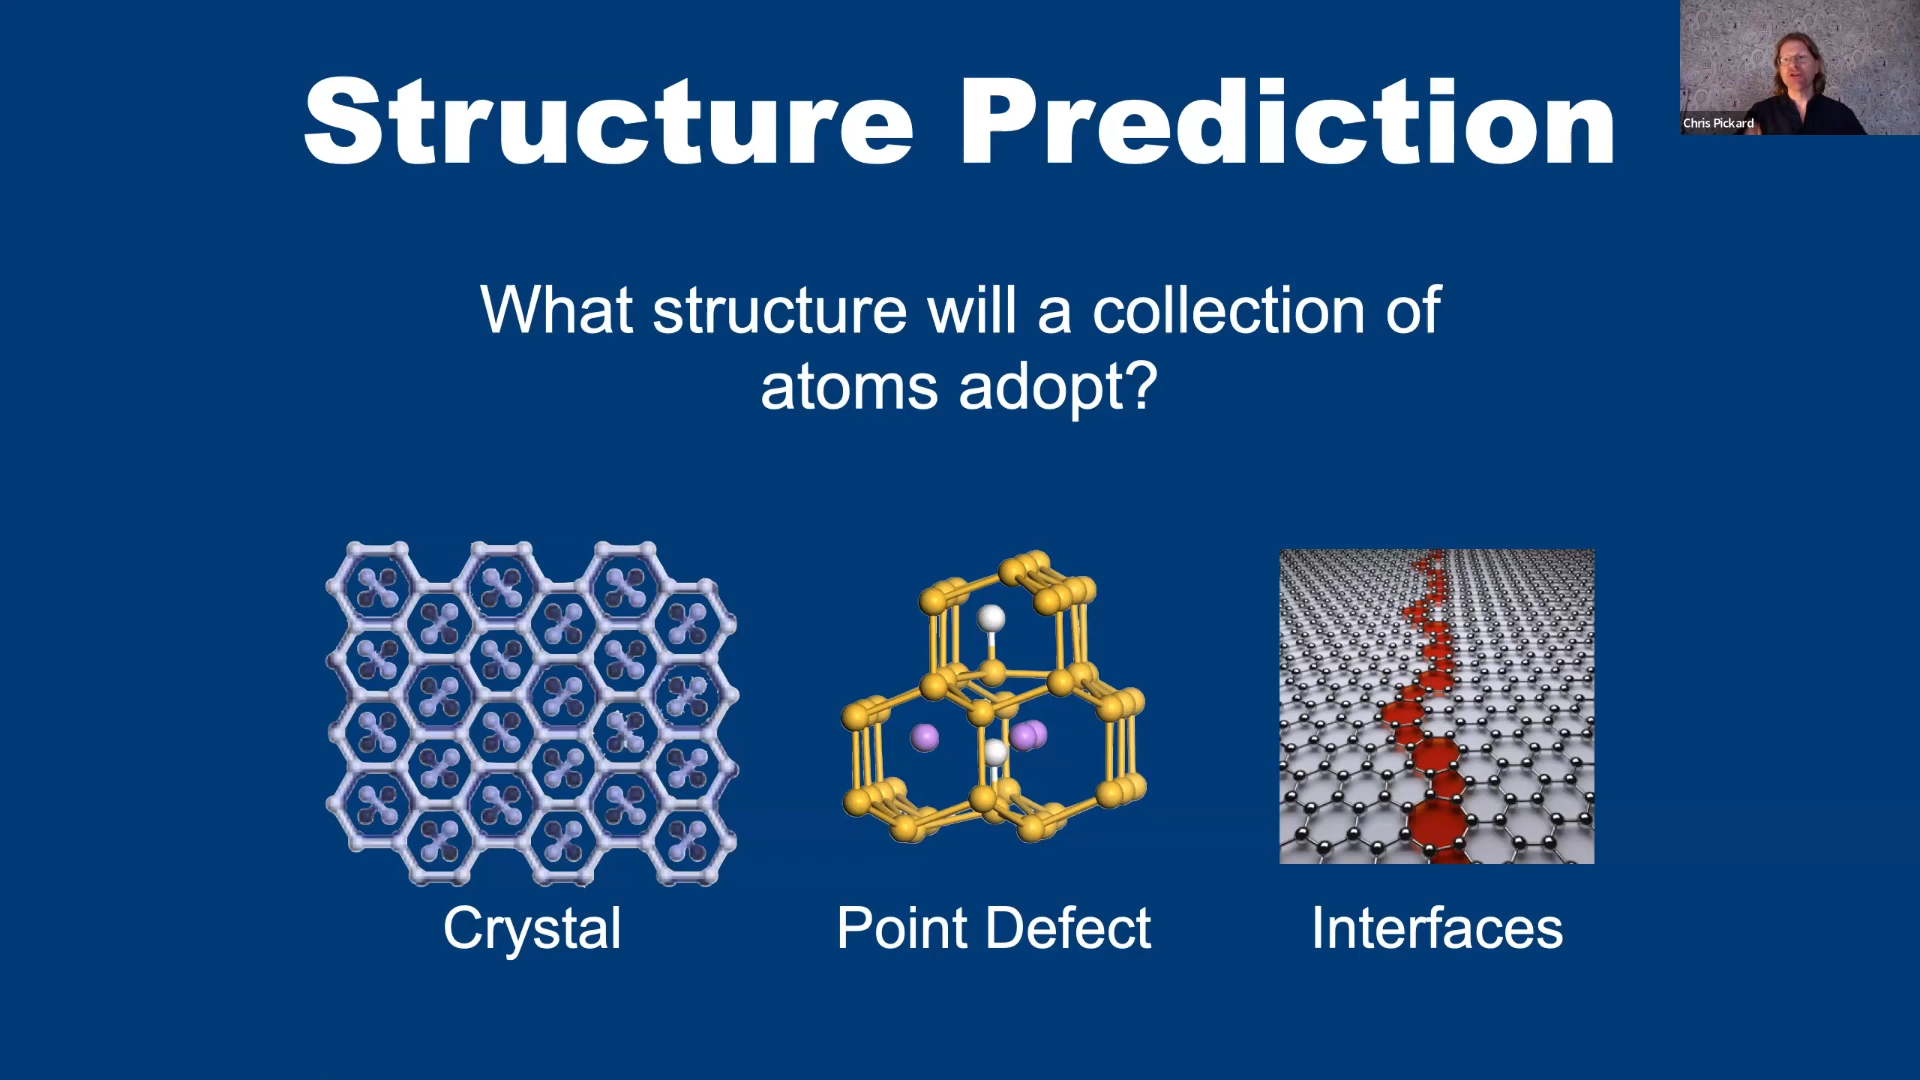 Structure Prediction
Chris Pickard
What structure will a collection of
atoms adopt?
Crystal
Point Defect
Interfaces